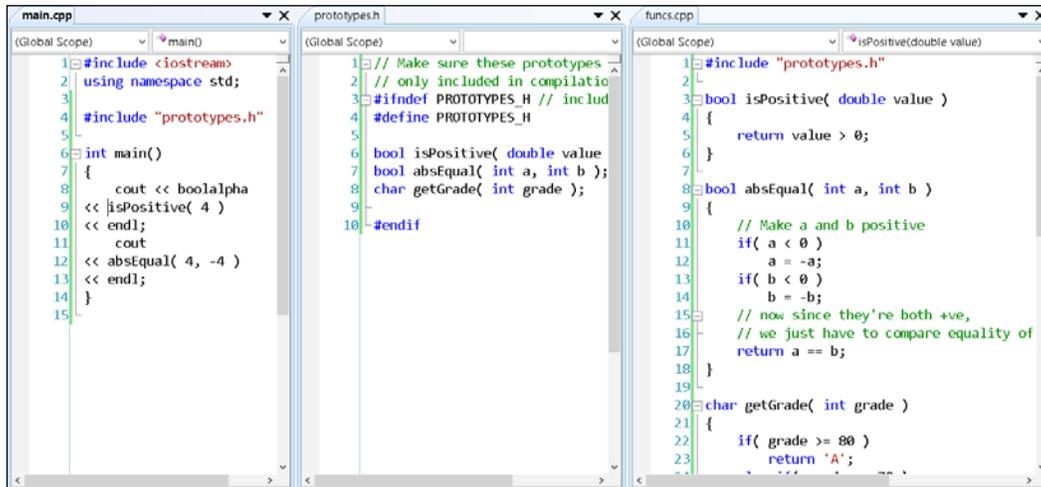 main.cpp
(Global Scope) main()
1 #include <iostream>
2 using namespace std;
3
4 #include "prototypes.h"
5
6 int main()
7 {
8 cout << boolalpha
9 << isPositive( 4 )
10 << endl;
11 cout
12 << absEqual( 4, -4 )
13 << endl;
14 }
15
prototypes.h
(Global Scope)
1 // Make sure these prototypes
2 // only included in compilatio
3 #ifndef PROTOTYPES_H // includ
4 #define PROTOTYPES_H
5
6 bool isPositive( double value
7 bool absEqual( int a, int b );
8 char getGrade( int grade );
9
10 #endif
funcs.cpp
(Global Scope) isPositive(double value)
1 #include "prototypes.h"
2
3 bool isPositive( double value )
4 {
5 return value > 0;
6 }
7
8 bool absEqual( int a, int b )
9 {
10 // Make a and b positive
11 if( a < 0 )
12 a = -a;
13 if( b < 0 )
14 b = -b;
15 // now since they're both +ve,
16 // we just have to compare equality of
17 return a == b;
18 }
19
20 char getGrade( int grade )
21 {
22 if( grade >= 80 )
23 return 'A';